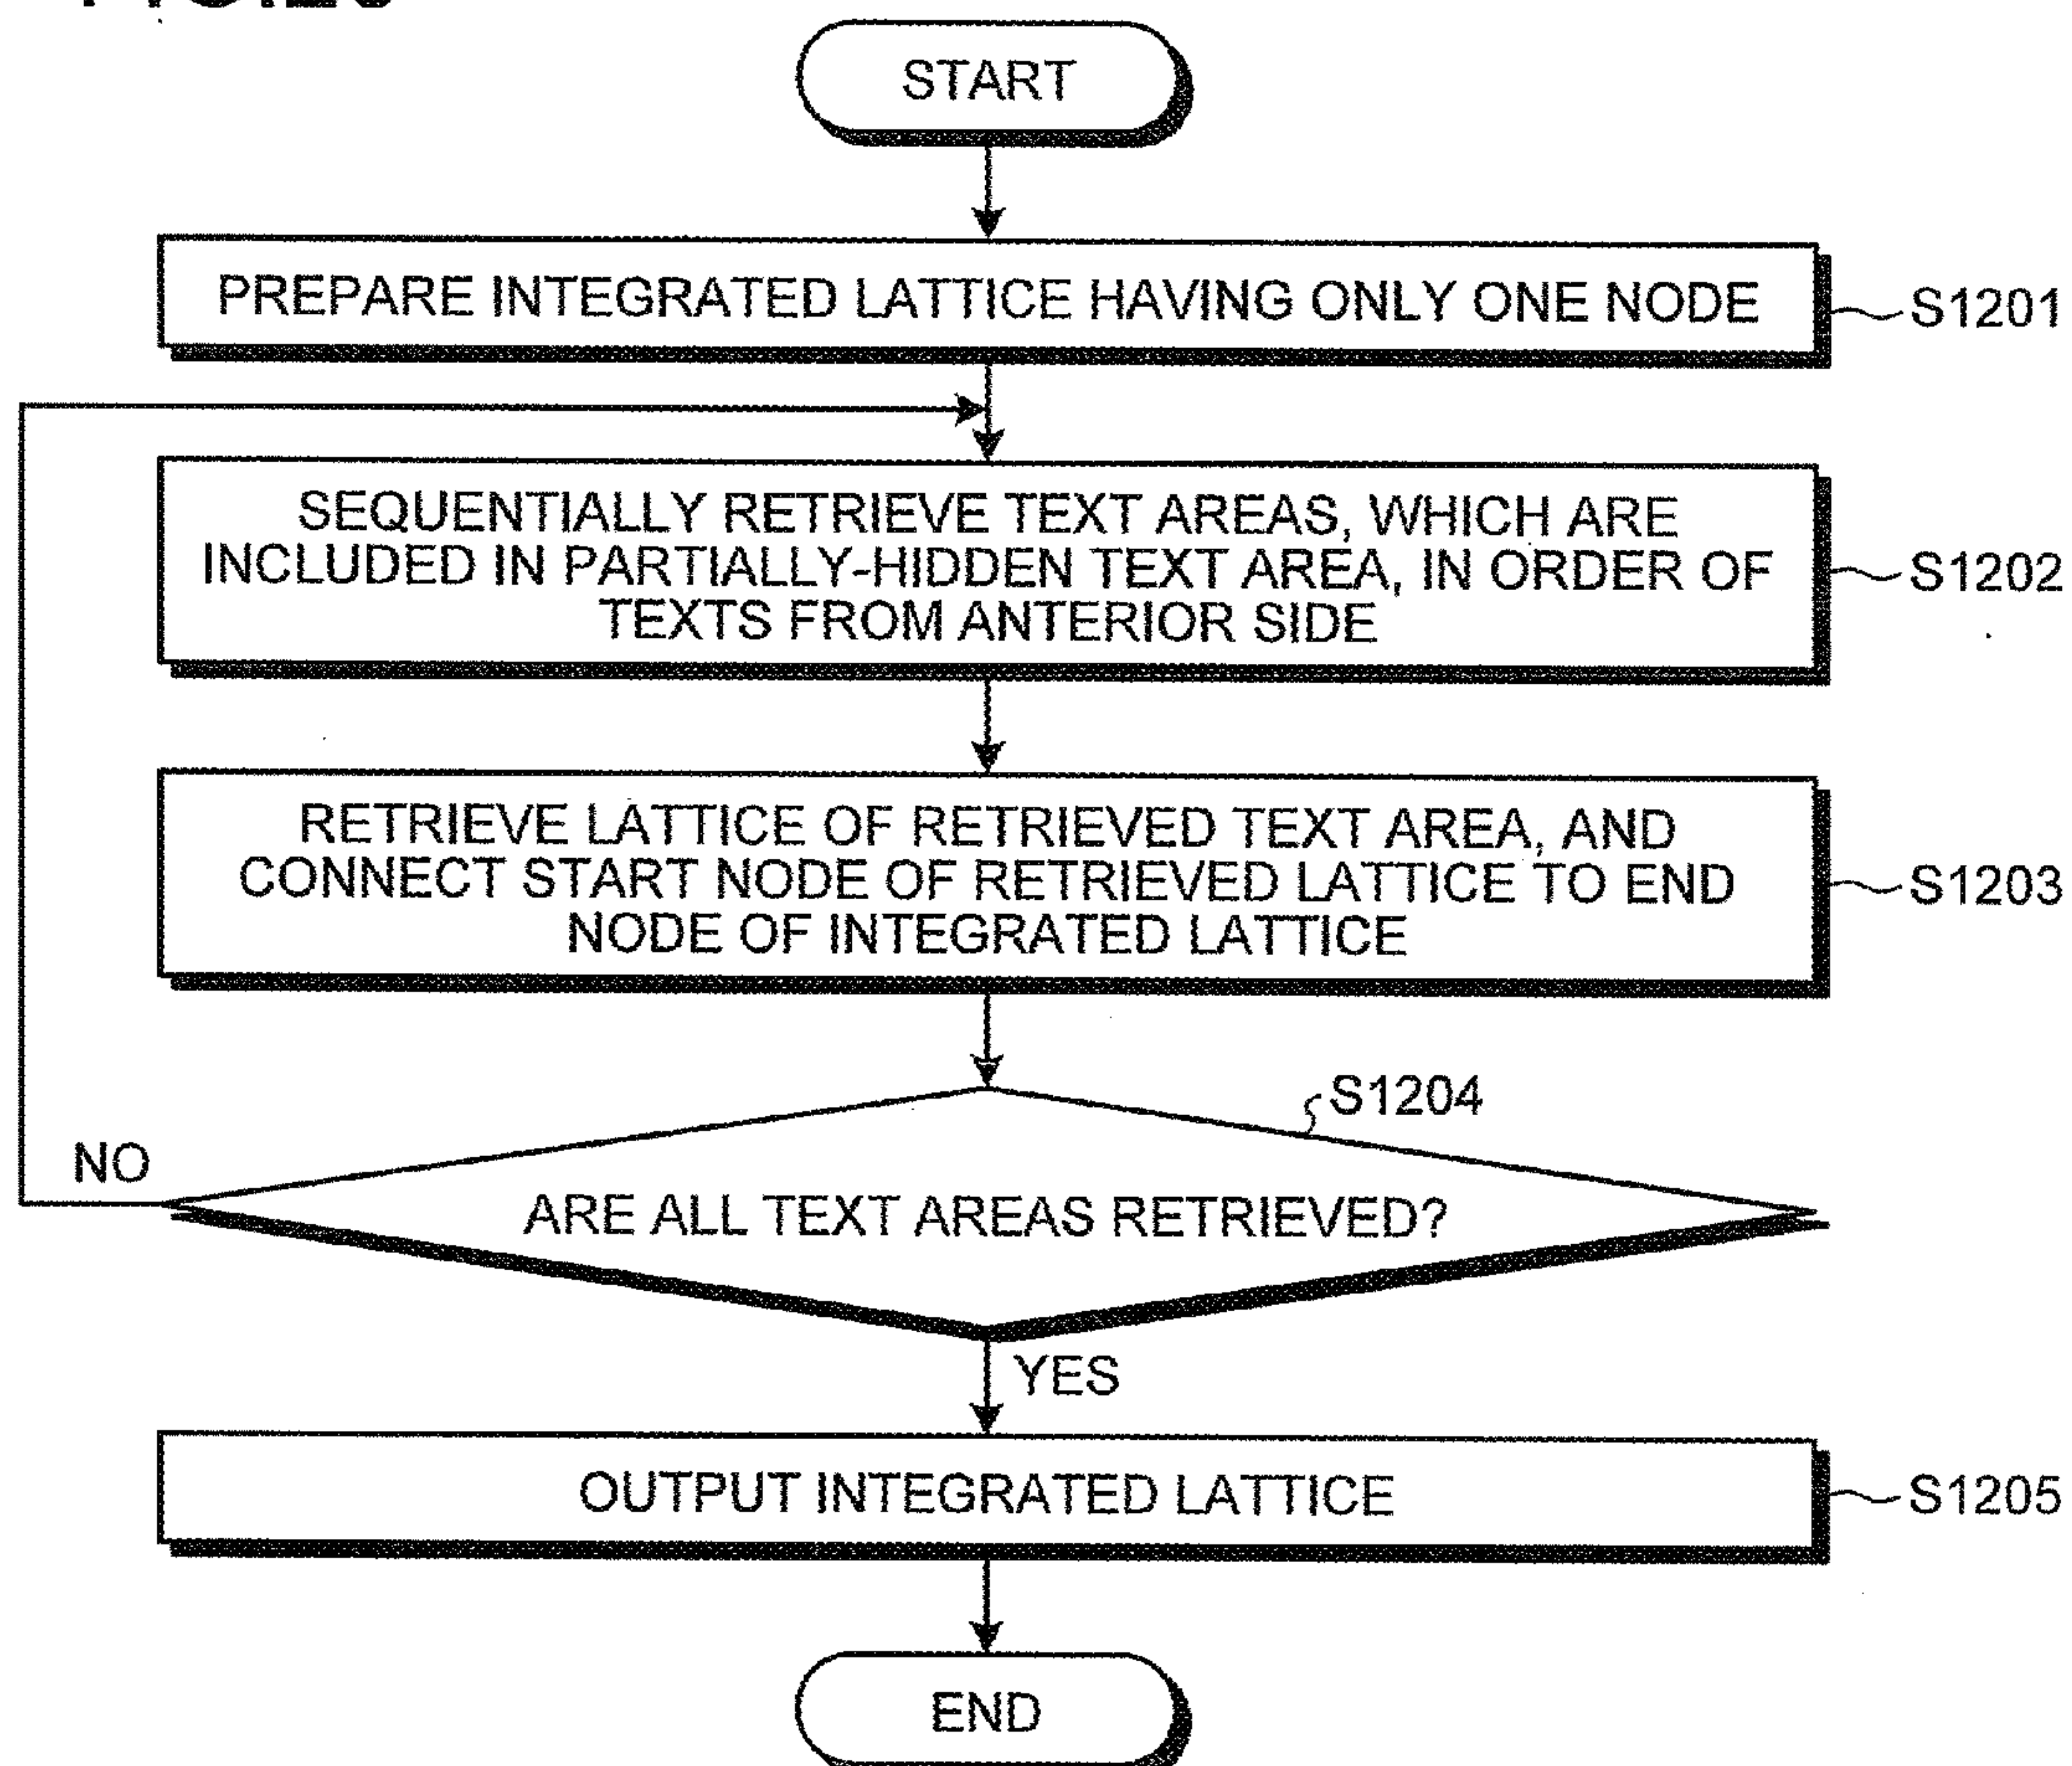 START
PREPARE INTEGRATED LATTICE HAVING ONLY ONE NODE
S1201
SEQUENTIALLY RETRIEVE TEXT AREAS, WHICH ARE
INCLUDED IN PARTIALLY-HIDDEN TEXT AREA, IN ORDER OF
TEXTS FROM ANTERIOR SIDE
S1202
RETRIEVE LATTICE OF RETRIEVED TEXT AREA, AND
CONNECT START NODE OF RETRIEVED LATTICE TO END
NODE OF INTEGRATED LATTICE
S1203
S1204
NO
ARE ALL TEXT AREAS RETRIEVED?
YES
OUTPUT INTEGRATED LATTICE
S1205
END